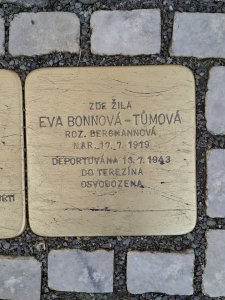 ZDE ŽILA
EVA BONNOVÁ-TŮMOVÁ
ROZ. BERGMANNOVÁ
NAR. 17. 7. 1919
DEPORTOVÁNA 13. 7. 1943
DO TEREZÍNA
OSVOBOZENA